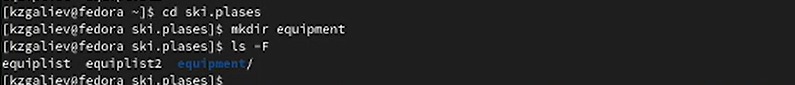 [kzgaliev@fedora ~]$ cd ski.plases
[kzgaliev@fedora ski.plases]$ mkdir equipment
[kzgaliev@fedora ski.plases]$ ls -F
equiplist  equiplist2  equipment/
[kzgaliev@fedora ski.plases]$